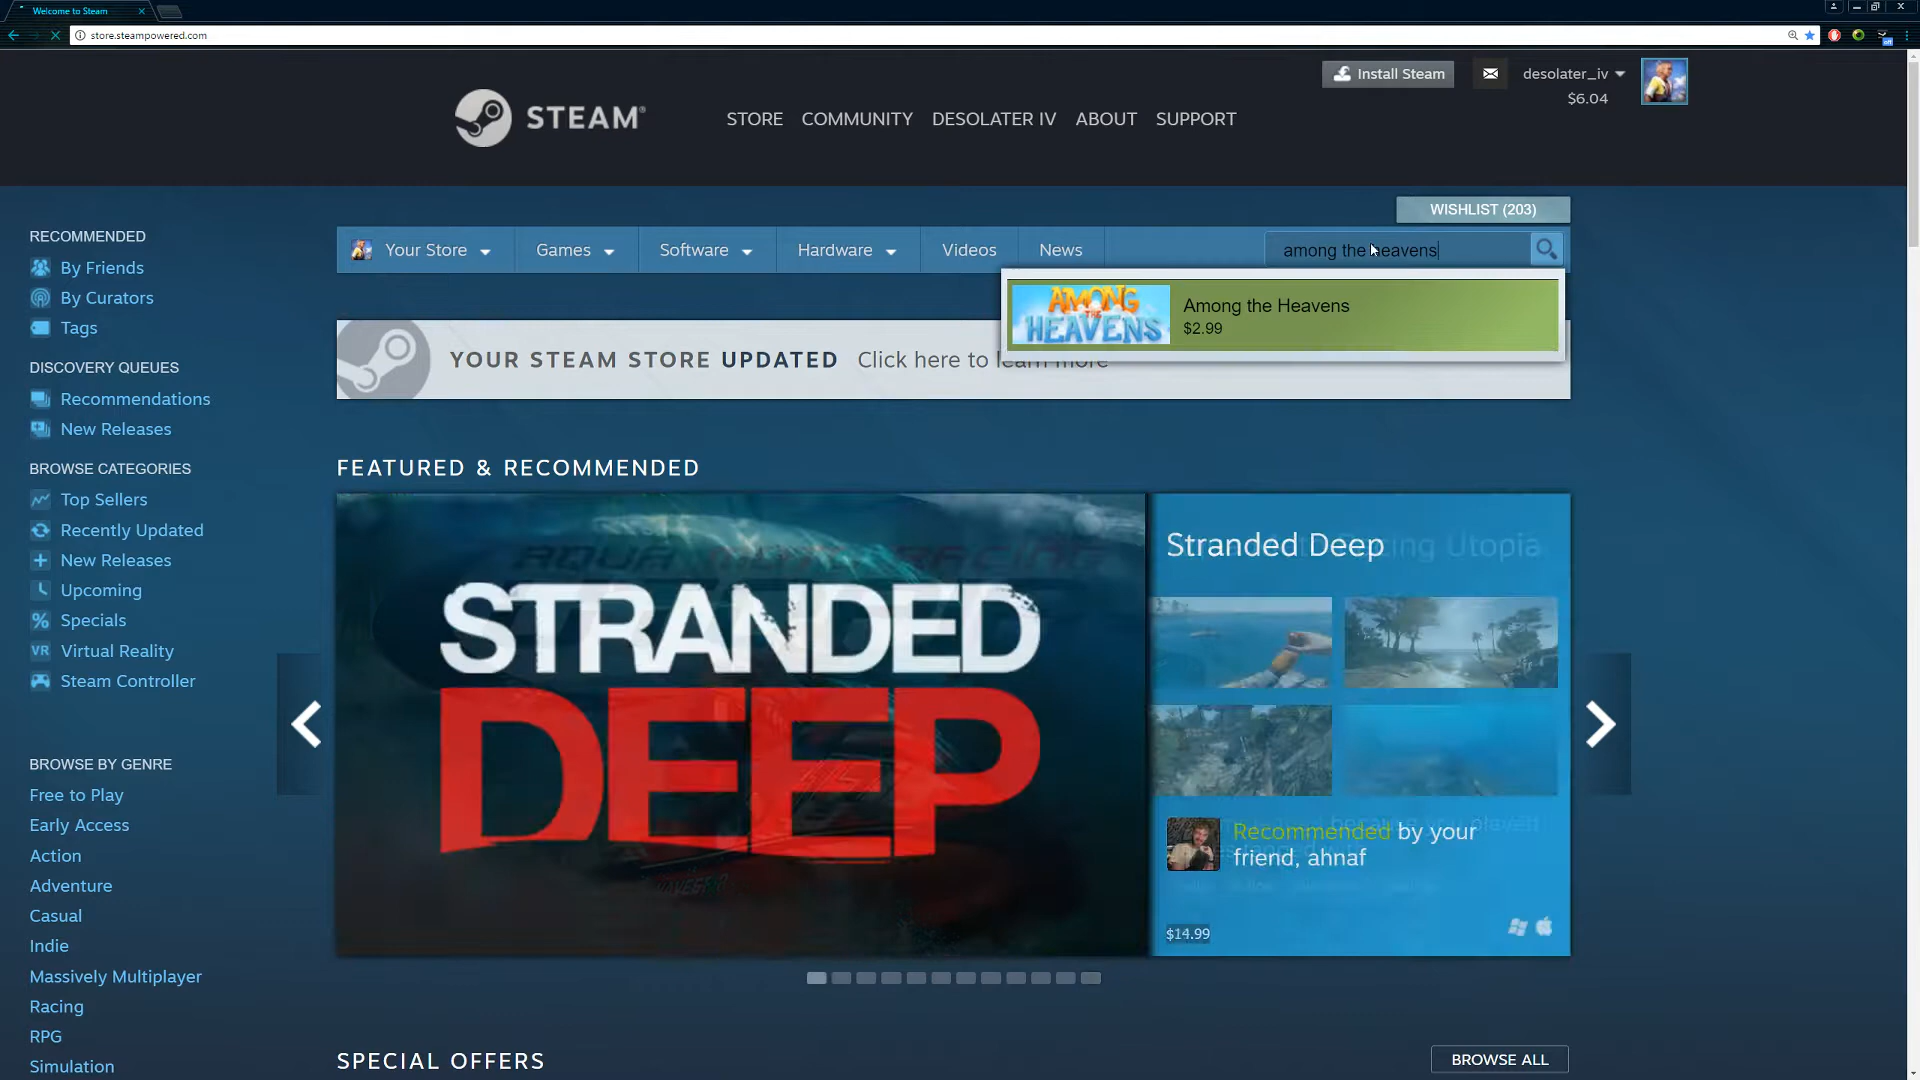 Welcome to Steam
store.steampowered.com
Install Steam
desolater_iv
$6.04
STEAM®
STORE
COMMUNITY
DESOLATER IV
ABOUT
SUPPORT
WISHLIST (203)
Your Store
Games
Software
Hardware
Videos
News
among the heavens
AMONG THE HEAVENS
Among the Heavens
$2.99
YOUR STEAM STORE UPDATED Click here to learn more
RECOMMENDED
By Friends
By Curators
Tags
DISCOVERY QUEUES
Recommendations
New Releases
BROWSE CATEGORIES
Top Sellers
Recently Updated
New Releases
Upcoming
Specials
VR Virtual Reality
Steam Controller
BROWSE BY GENRE
Free to Play
Early Access
Action
Adventure
Casual
Indie
Massively Multiplayer
Racing
RPG
Simulation
FEATURED & RECOMMENDED
STRANDED
DEEP
Stranded Deep
Racing Utopia
Recommended by your
friend, ahnaf
$14.99
SPECIAL OFFERS
BROWSE ALL